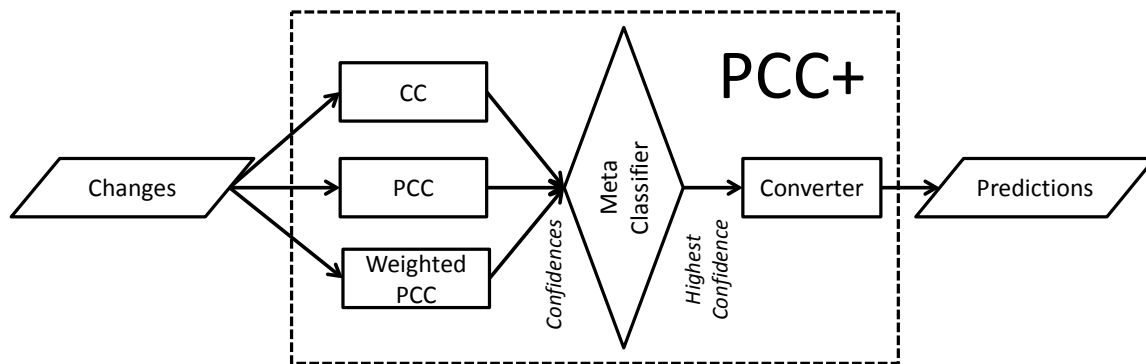 PCC+
CC
Changes
PCC
Weighted
PCC
Confidences
Meta
Classifier
Highest
Confidence
Converter
Predictions